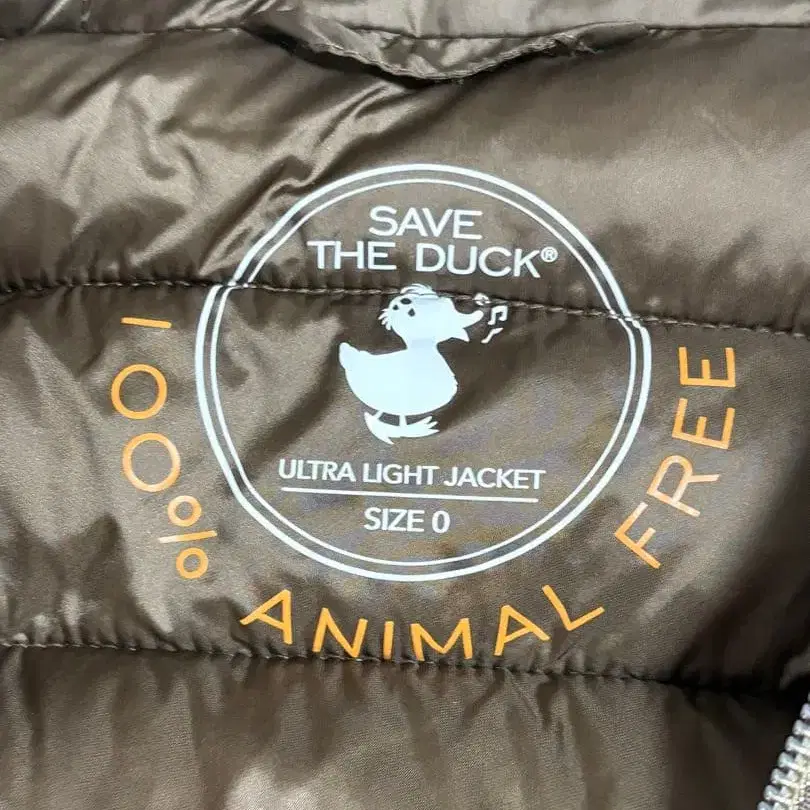 SAVE
THE DUCK®
ULTRA LIGHT JACKET
SIZE 0
100% ANIMAL FREE